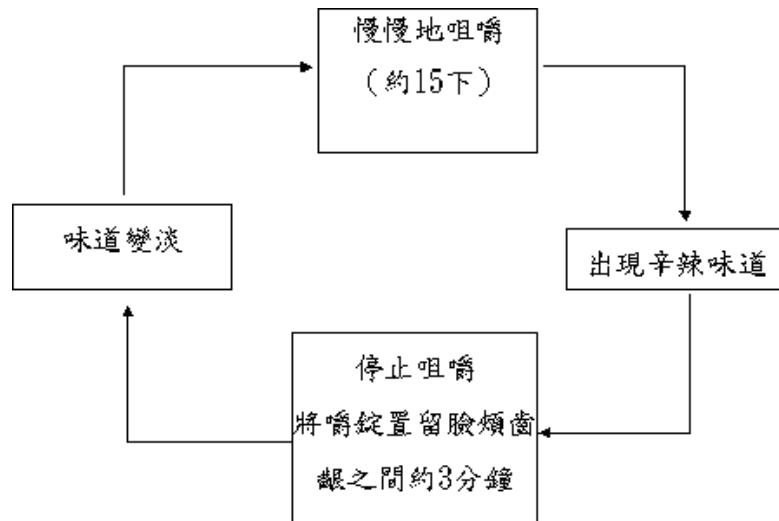 慢慢地咀嚼
（約15下）
出現辛辣味道
停止咀嚼
將嚼錠置留臉頰齒
齦之間約3分鐘
味道變淡